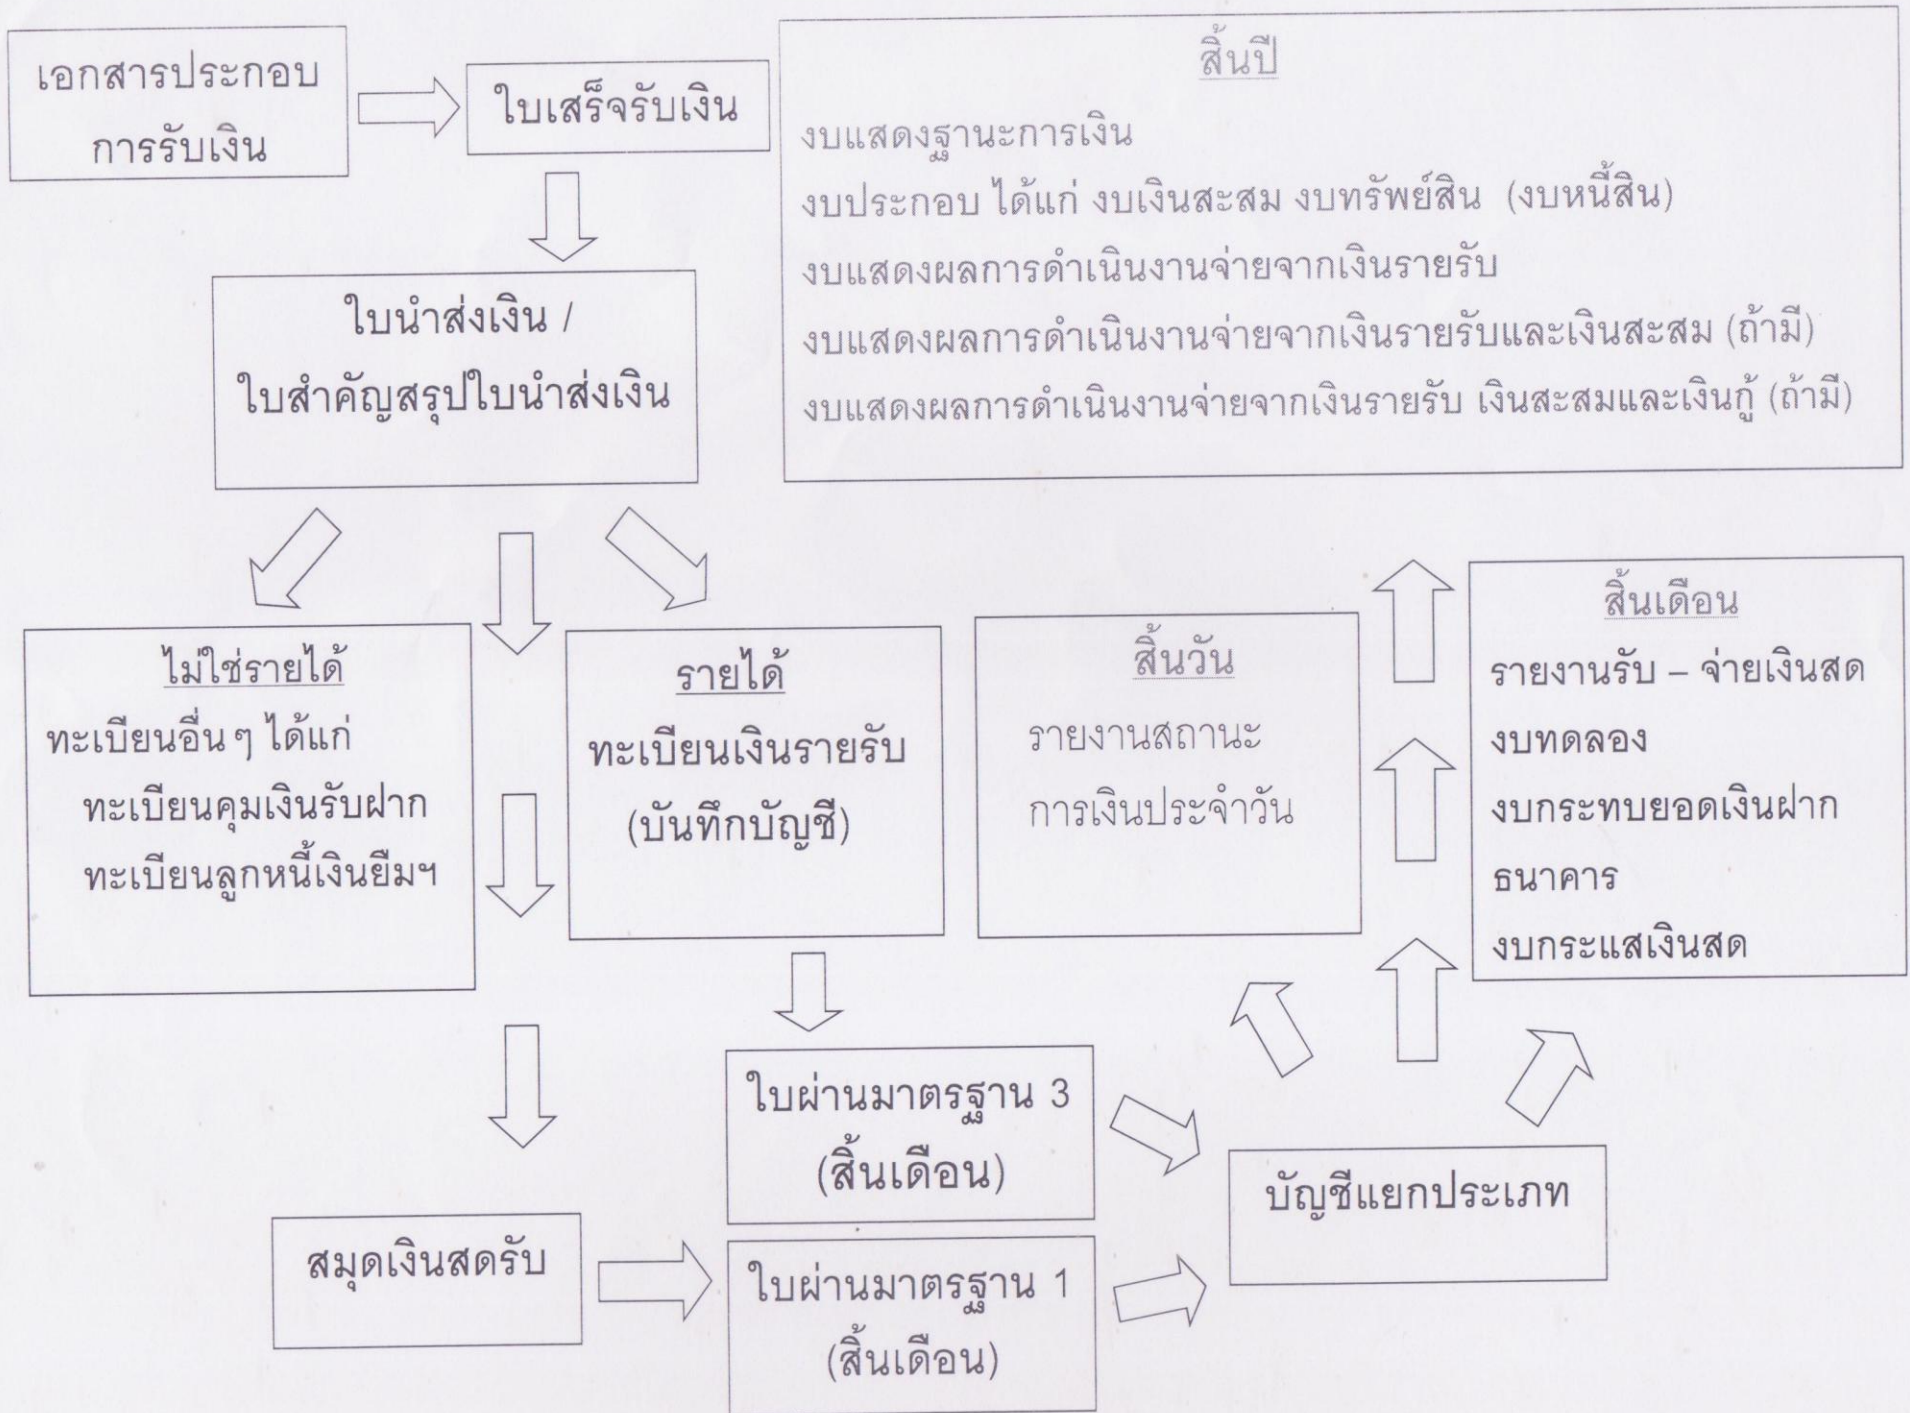 เอกสารประกอบ
การรับเงิน
ใบเสร็จรับเงิน
สิ้นปี
งบแสดงฐานะการเงิน
งบประกอบ ได้แก่ งบเงินสะสม งบทรัพย์สิน (งบหนี้สิน)
งบแสดงผลการดำเนินงานจ่ายจากเงินรายรับ
งบแสดงผลการดำเนินงานจ่ายจากเงินรายรับและเงินสะสม (ถ้ามี)
งบแสดงผลการดำเนินงานจ่ายจากเงินรายรับ เงินสะสมและเงินกู้ (ถ้ามี)
ใบนำส่งเงิน /
ใบสำคัญสรุปใบนำส่งเงิน
ไม่ใช่รายได้
ทะเบียนอื่นๆ ได้แก่
ทะเบียนคุมเงินรับฝาก
ทะเบียนลูกหนี้เงินยืมฯ
รายได้
ทะเบียนเงินรายรับ
(บันทึกบัญชี)
สิ้นวัน
รายงานสถานะ
การเงินประจำวัน
สิ้นเดือน
รายงานรับ – จ่ายเงินสด
งบทดลอง
งบกระทบยอดเงินฝาก
ธนาคาร
งบกระแสเงินสด
ใบผ่านมาตรฐาน 3
(สิ้นเดือน)
บัญชีแยกประเภท
สมุดเงินสดรับ
ใบผ่านมาตรฐาน 1
(สิ้นเดือน)